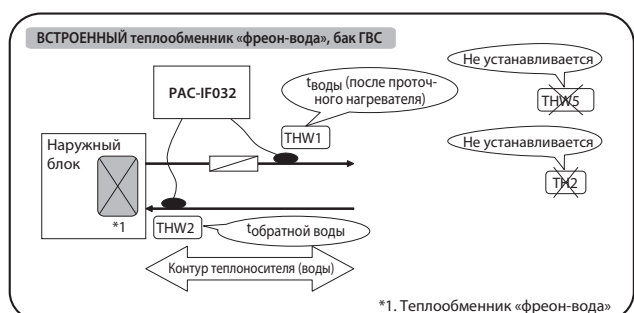 ВСТРОЕННЫЙ теплообменник «фреон-вода», бак ГВС
PAC-IF032
tводы (после проточ-
ного нагревателя)
THW1
Наружный
блок
*1
THW2
tобратной воды
Контур теплоносителя (воды)
Не устанавливается
THW5
Не устанавливается
TH2
*1. Теплообменник «фреон-вода»